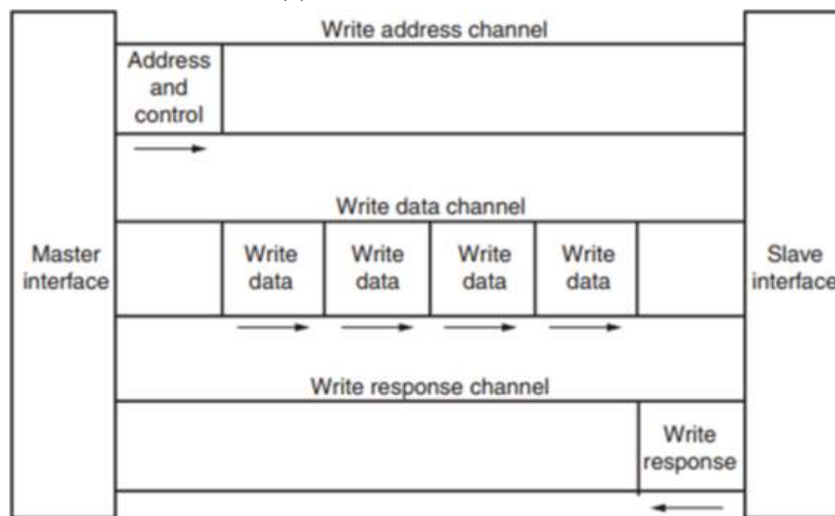 Write address channel
Address
and
control
Write data channel
Master
interface
Write
data
Write
data
Write
data
Write
data
Slave
interface
Write response channel
Write
response